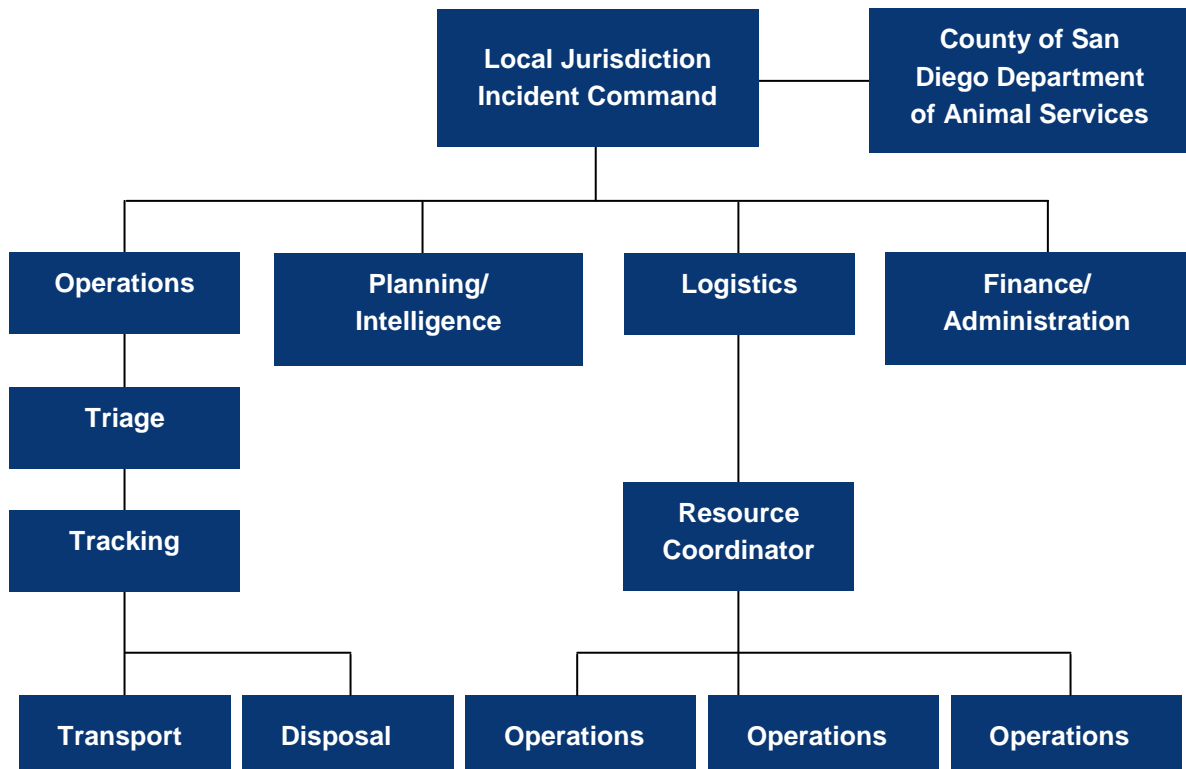 Local Jurisdiction
Incident Command
County of San
Diego Department
of Animal Services
Operations
Planning/
Intelligence
Logistics
Finance/
Administration
Triage
Tracking
Resource
Coordinator
Transport
Disposal
Operations
Operations
Operations